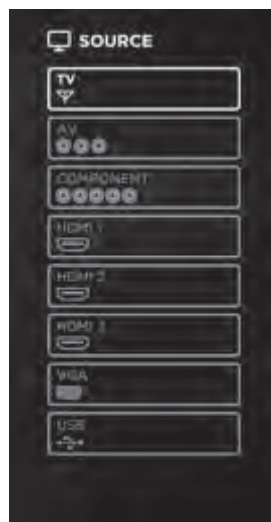 SOURCE
TV
AV
COMPONENT
HDMI 1
HDMI 2
HDMI 3
VGA
USB